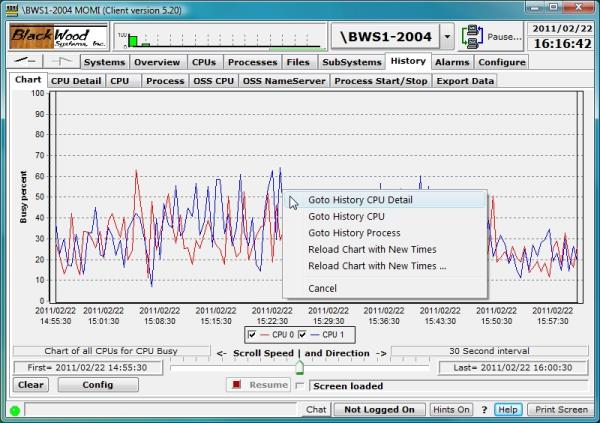 \BWS1-2004 MOMI (Client version 5.20)
BlackWood
Systems, Inc.
100
0
\BWS1-2004
Pause...
2011/02/22
16:16:42
Systems Overview CPUs Processes Files SubSystems History Alarms Configure
Chart CPU Detail CPU Process OSS CPU OSS NameServer Process Start/Stop Export Data
Busy percent
100
90
80
70
60
50
40
30
20
10
0
Goto History CPU Detail
Goto History CPU
Goto History Process
Reload Chart with New Times
Reload Chart with New Times ...
Cancel
2011/02/22 2011/02/22 2011/02/22 2011/02/22 2011/02/22 2011/02/22 2011/02/22 2011/02/22 2011/02/22 2011/02/22
14:55:30 15:01:30 15:08:30 15:15:30 15:22:30 15:29:30 15:36:30 15:43:30 15:50:30 15:57:30
CPU 0 CPU 1
Chart of all CPUs for CPU Busy
<- Scroll Speed | and Direction ->
30 Second interval
First= 2011/02/22 14:55:30
Last= 2011/02/22 16:00:30
Clear Config Resume Screen loaded
Chat Not Logged On Hints On ? Help Print Screen